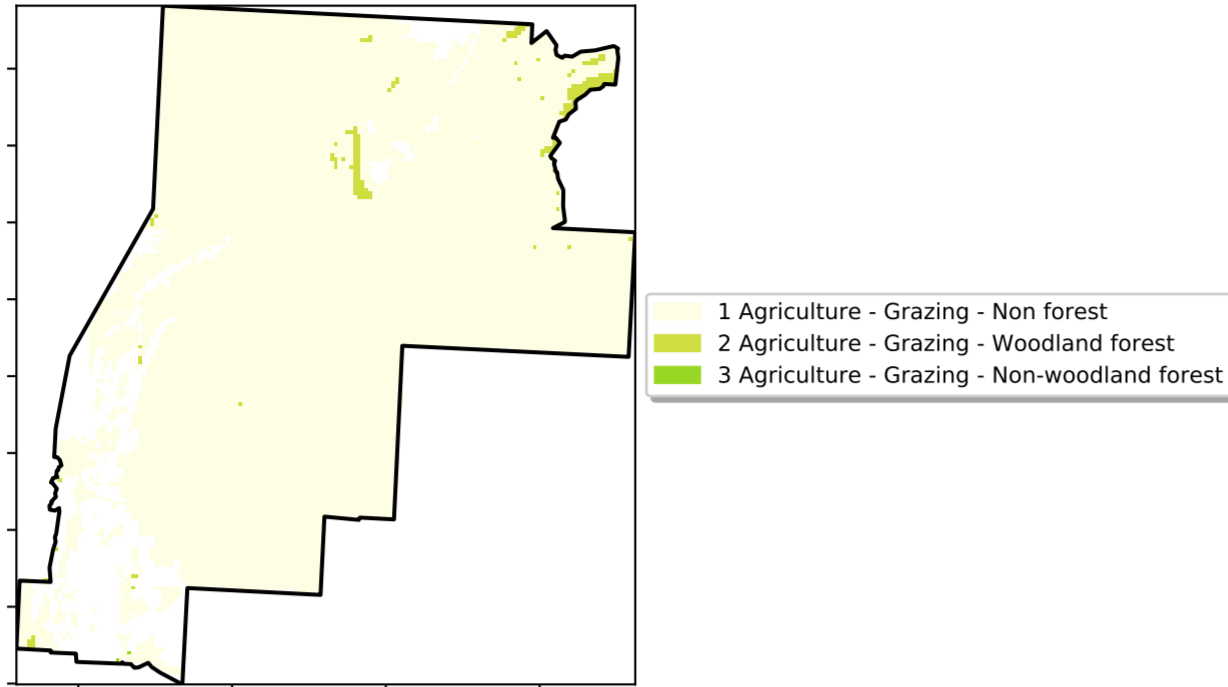 1 Agriculture - Grazing - Non forest
2 Agriculture - Grazing - Woodland forest
3 Agriculture - Grazing - Non-woodland forest